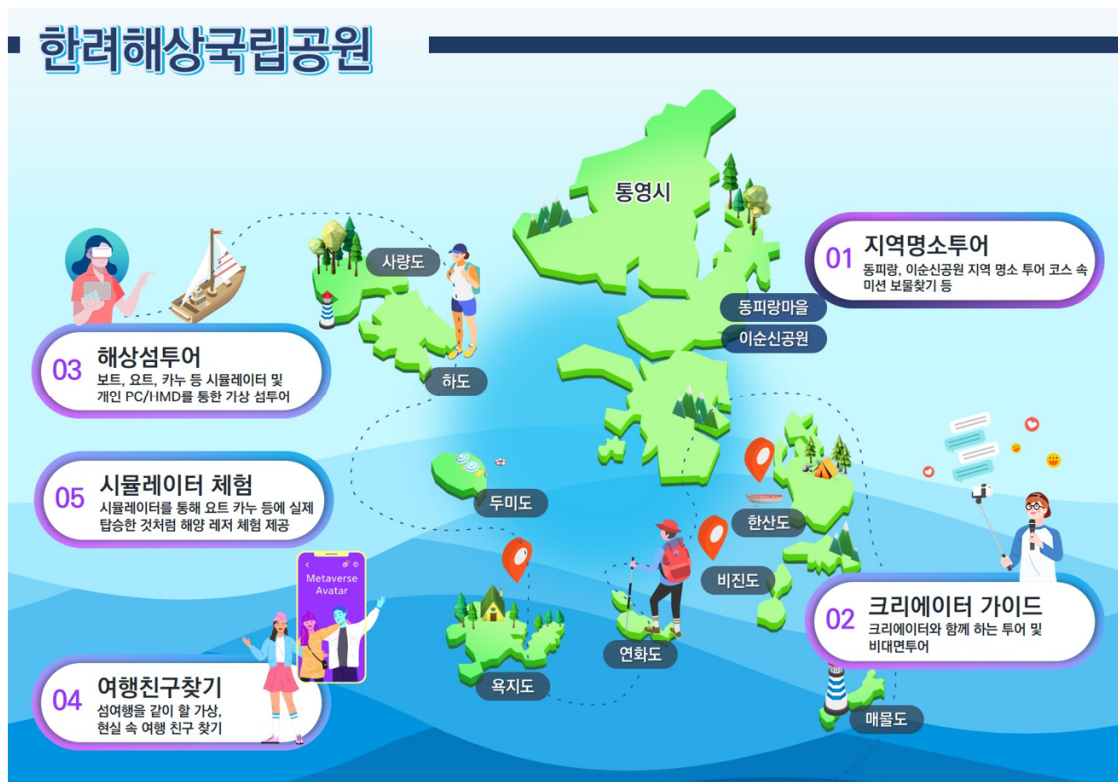 한려해상국립공원
통영시
사량도
01
지역명소투어
동피랑, 이순신공원 지역 명소 투어 코스 속
미션 보물찾기 등
동피랑마을
이순신공원
03
해상섬투어
보트, 요트, 카누 등 시뮬레이터 및
개인 PC/HMD를 통한 가상 섬투어
하도
05
시뮬레이터 체험
시뮬레이터를 통해 요트 카누 등에 실제
탑승한 것처럼 해양 레저 체험 제공
두미도
한산도
비진도
Metaverse
Avatar
02
크리에이터 가이드
크리에이터와 함께 하는 투어 및
비대면투어
연화도
욕지도
04
여행친구찾기
섬여행을 같이 할 가상,
현실 속 여행 친구 찾기
매물도